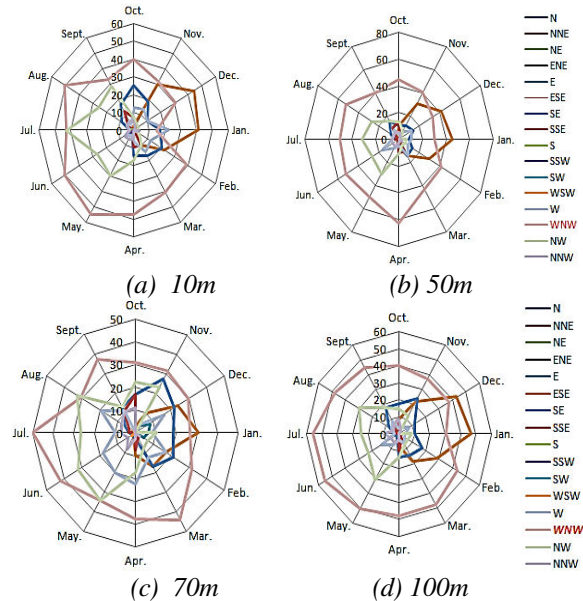 Oct.
Nov.
Dec.
Jan.
Feb.
Mar.
Apr.
May.
Jun.
Jul.
Aug.
Sept.
60
50
40
30
20
10
0
(a) 10m
Oct.
Nov.
Dec.
Jan.
Feb.
Mar.
Apr.
May.
Jun.
Jul.
Aug.
Sept.
80
60
40
20
0
(b) 50m
N
NNE
NE
ENE
E
ESE
SE
SSE
S
SSW
SW
WSW
W
WNW
NW
NNW
Oct.
Nov.
Dec.
Jan.
Feb.
Mar.
Apr.
May.
Jun.
Jul.
Aug.
Sept.
50
40
30
20
10
0
(c) 70m
Oct.
Nov.
Dec.
Jan.
Feb.
Mar.
Apr.
May.
Jun.
Jul.
Aug.
Sept.
60
50
40
30
20
10
0
(d) 100m
N
NNE
NE
ENE
E
ESE
SE
SSE
S
SSW
SW
WSW
W
WNW
NW
NNW